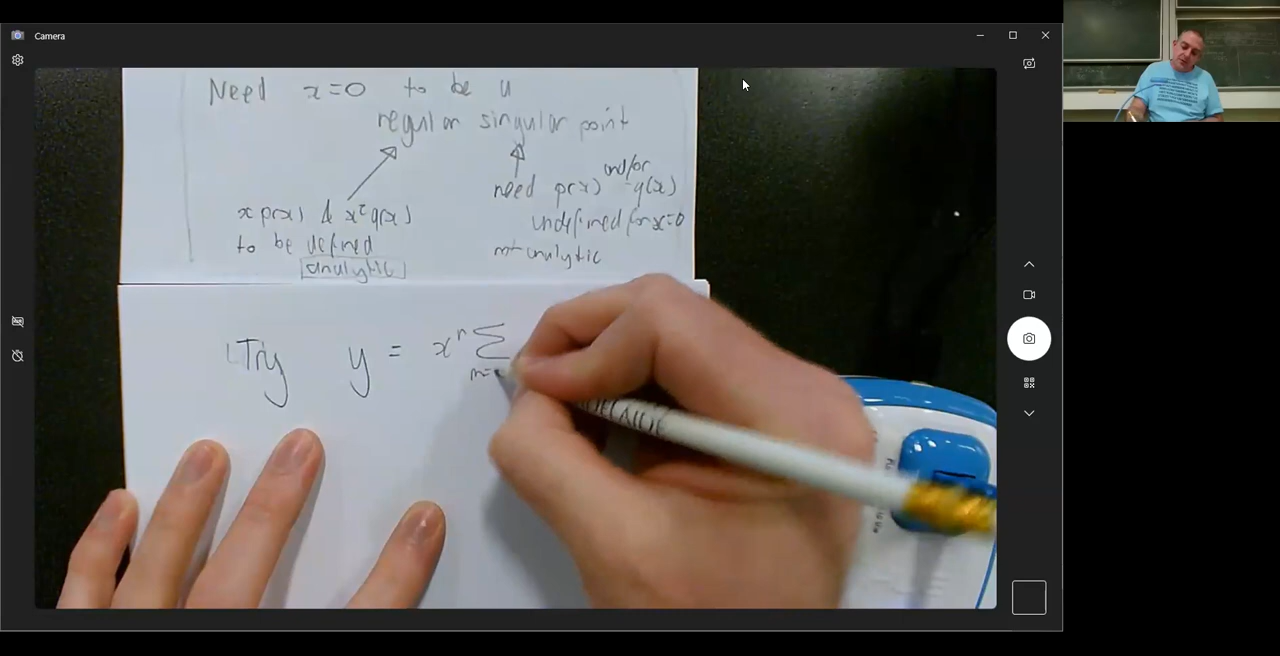 Camera
Need x=0 to be a
regular singular point
and/or
need p(x) q(x)
x p(x) & x² q(x)
undefined for x=0
to be defined
not analytic
analytic
Try y = x^r ∑
m=